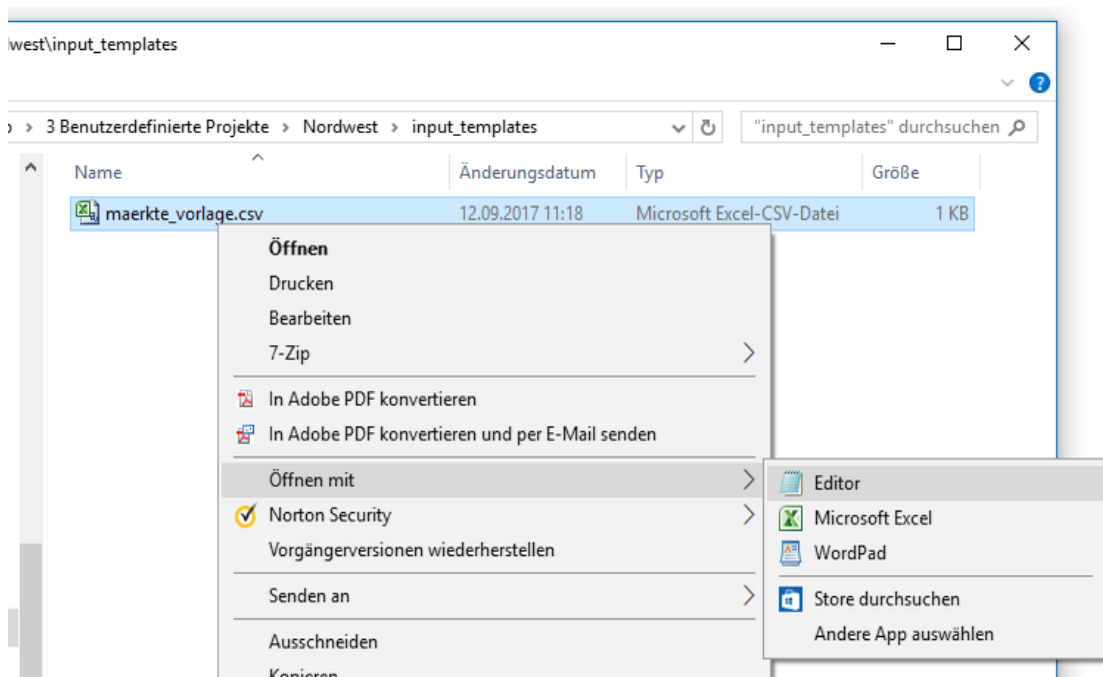 lwest\input_templates
3 Benutzerdefinierte Projekte > Nordwest > input_templates
"input_templates" durchsuchen
Name Änderungsdatum Typ Größe
maerkte_vorlage.csv 12.09.2017 11:18 Microsoft Excel-CSV-Datei 1 KB
Öffnen
Drucken
Bearbeiten
7-Zip
In Adobe PDF konvertieren
In Adobe PDF konvertieren und per E-Mail senden
Öffnen mit
Norton Security
Vorgängerversionen wiederherstellen
Senden an
Ausschneiden
Kopieren
Editor
Microsoft Excel
WordPad
Store durchsuchen
Andere App auswählen